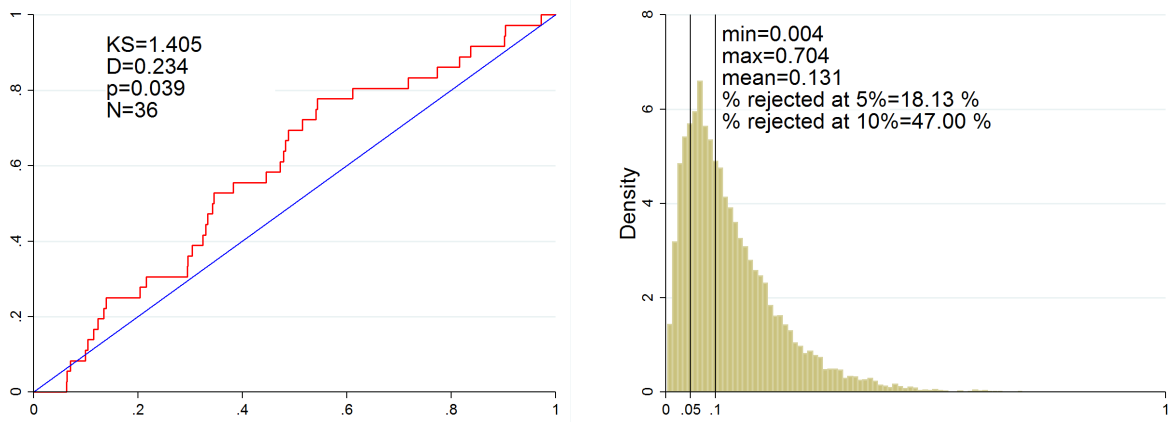 1
.8
.6
.4
.2
0
0 .2 .4 .6 .8 1
KS=1.405
D=0.234
p=0.039
N=36
8
6
4
2
0
Density
0 .05 .1 1
min=0.004
max=0.704
mean=0.131
% rejected at 5%=18.13 %
% rejected at 10%=47.00 %